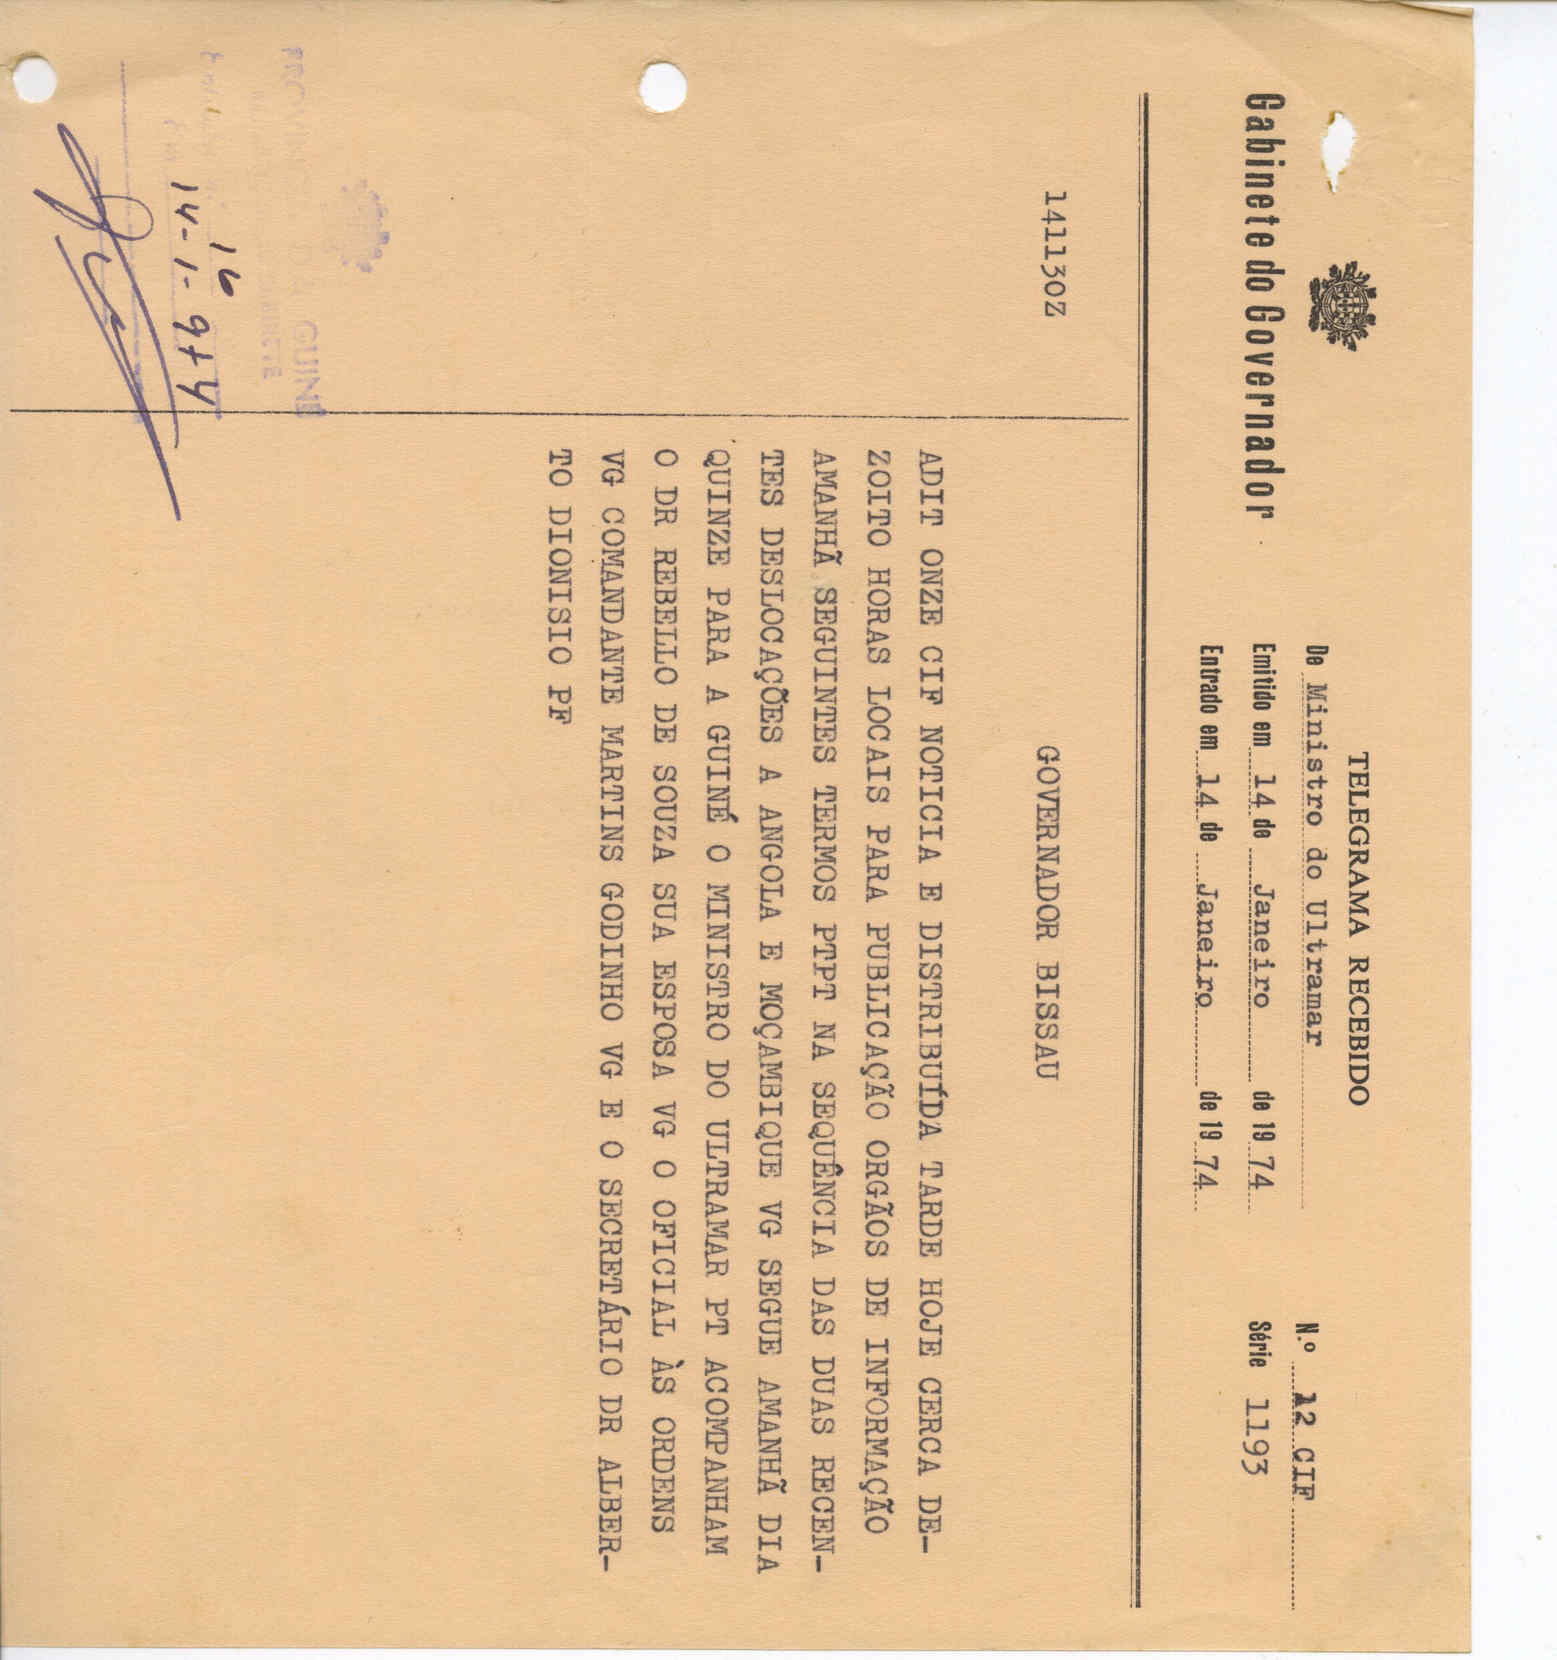 TELEGRAMA RECEBIDO
Gabinete do Governador
De Ministro do Ultramar
Emitido em 14 de Janeiro de 1974
Entrado em 14 de Janeiro de 1974
N.º 12 CIF
Série 1193
141130Z
GOVERNADOR BISSAU
ADIT ONZE CIF NOTICIA E DISTRIBUÍDA TARDE HOJE CERCA DE-
ZOITO HORAS LOCAIS PARA PUBLICAÇÃO ORGÃOS DE INFORMAÇÃO
AMANHÃ SEGUINTES TERMOS PTPT NA SEQUÊNCIA DAS DUAS RECEN-
TES DESLOCAÇÕES A ANGOLA E MOÇAMBIQUE VG SEGUE AMANHÃ DIA
QUINZE PARA A GUINÉ O MINISTRO DO ULTRAMAR PT ACOMPANHAM
O DR REBELLO DE SOUZA SUA ESPOSA VG O OFICIAL ÀS ORDENS
VG COMANDANTE MARTINS GODINHO VG E O SECRETÁRIO DR ALBER-
TO DIONISIO PF
PROVINCIA DA GUINÉ
16
14-1-974